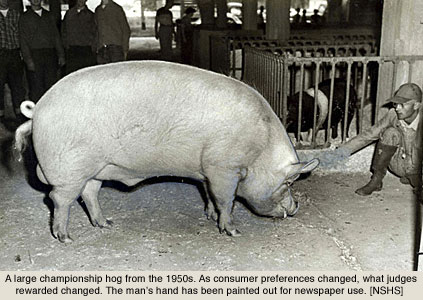 A large championship hog from the 1950s. As consumer preferences changed, what judges
rewarded changed. The man's hand has been painted out for newspaper use. [NSHS]